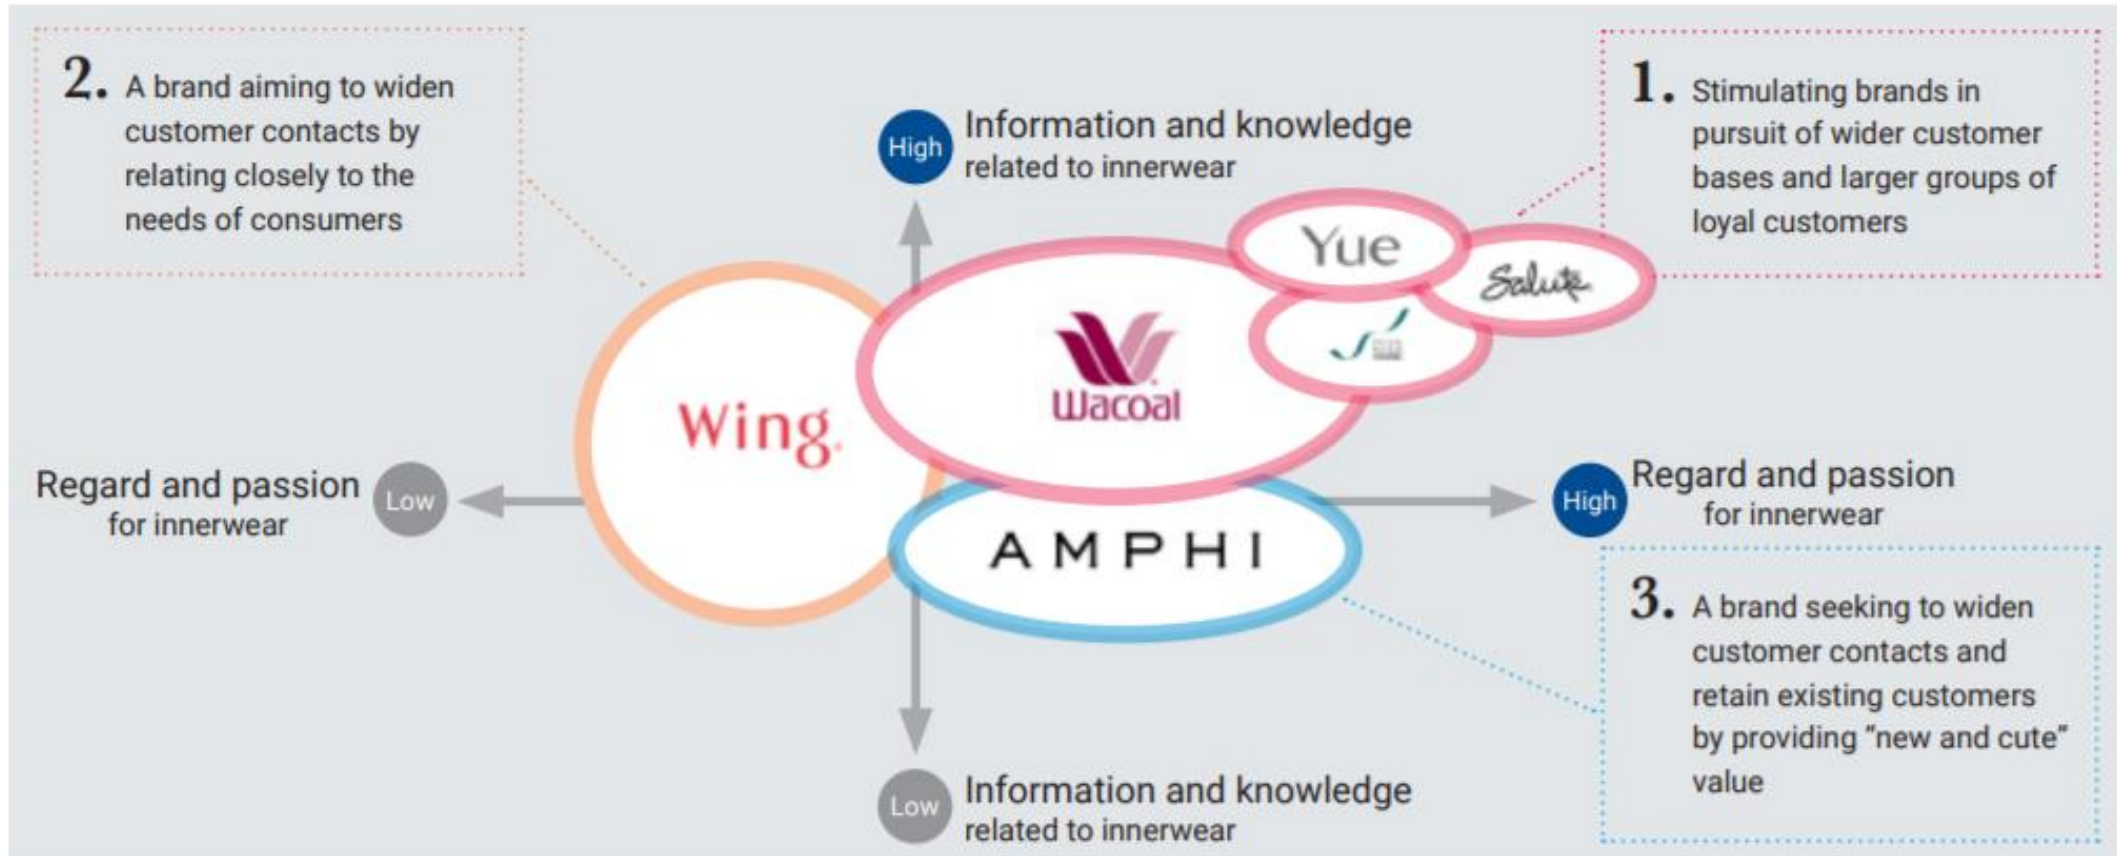 2. A brand aiming to widen
customer contacts by
relating closely to the
needs of consumers
High
Information and knowledge
related to innerwear
1. Stimulating brands in
pursuit of wider customer
bases and larger groups of
loyal customers
Yue
Salute
Wacoal
Wing
Regard and passion
for innerwear
Low
High
Regard and passion
for innerwear
AMPHI
3. A brand seeking to widen
customer contacts and
retain existing customers
by providing “new and cute”
value
Low
Information and knowledge
related to innerwear